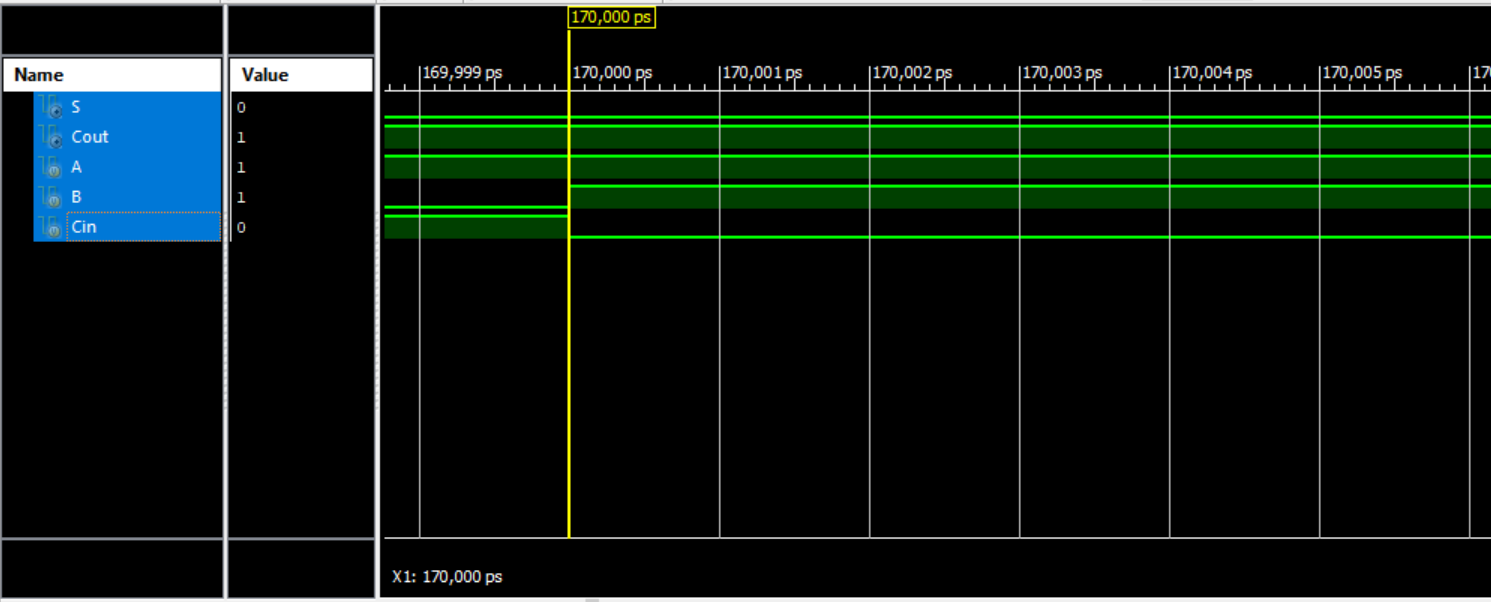 170,000 ps
Name Value
169,999 ps 170,000 ps 170,001 ps 170,002 ps 170,003 ps 170,004 ps 170,005 ps 17
S 0
Cout 1
A 1
B 1
Cin 0
X1: 170,000 ps